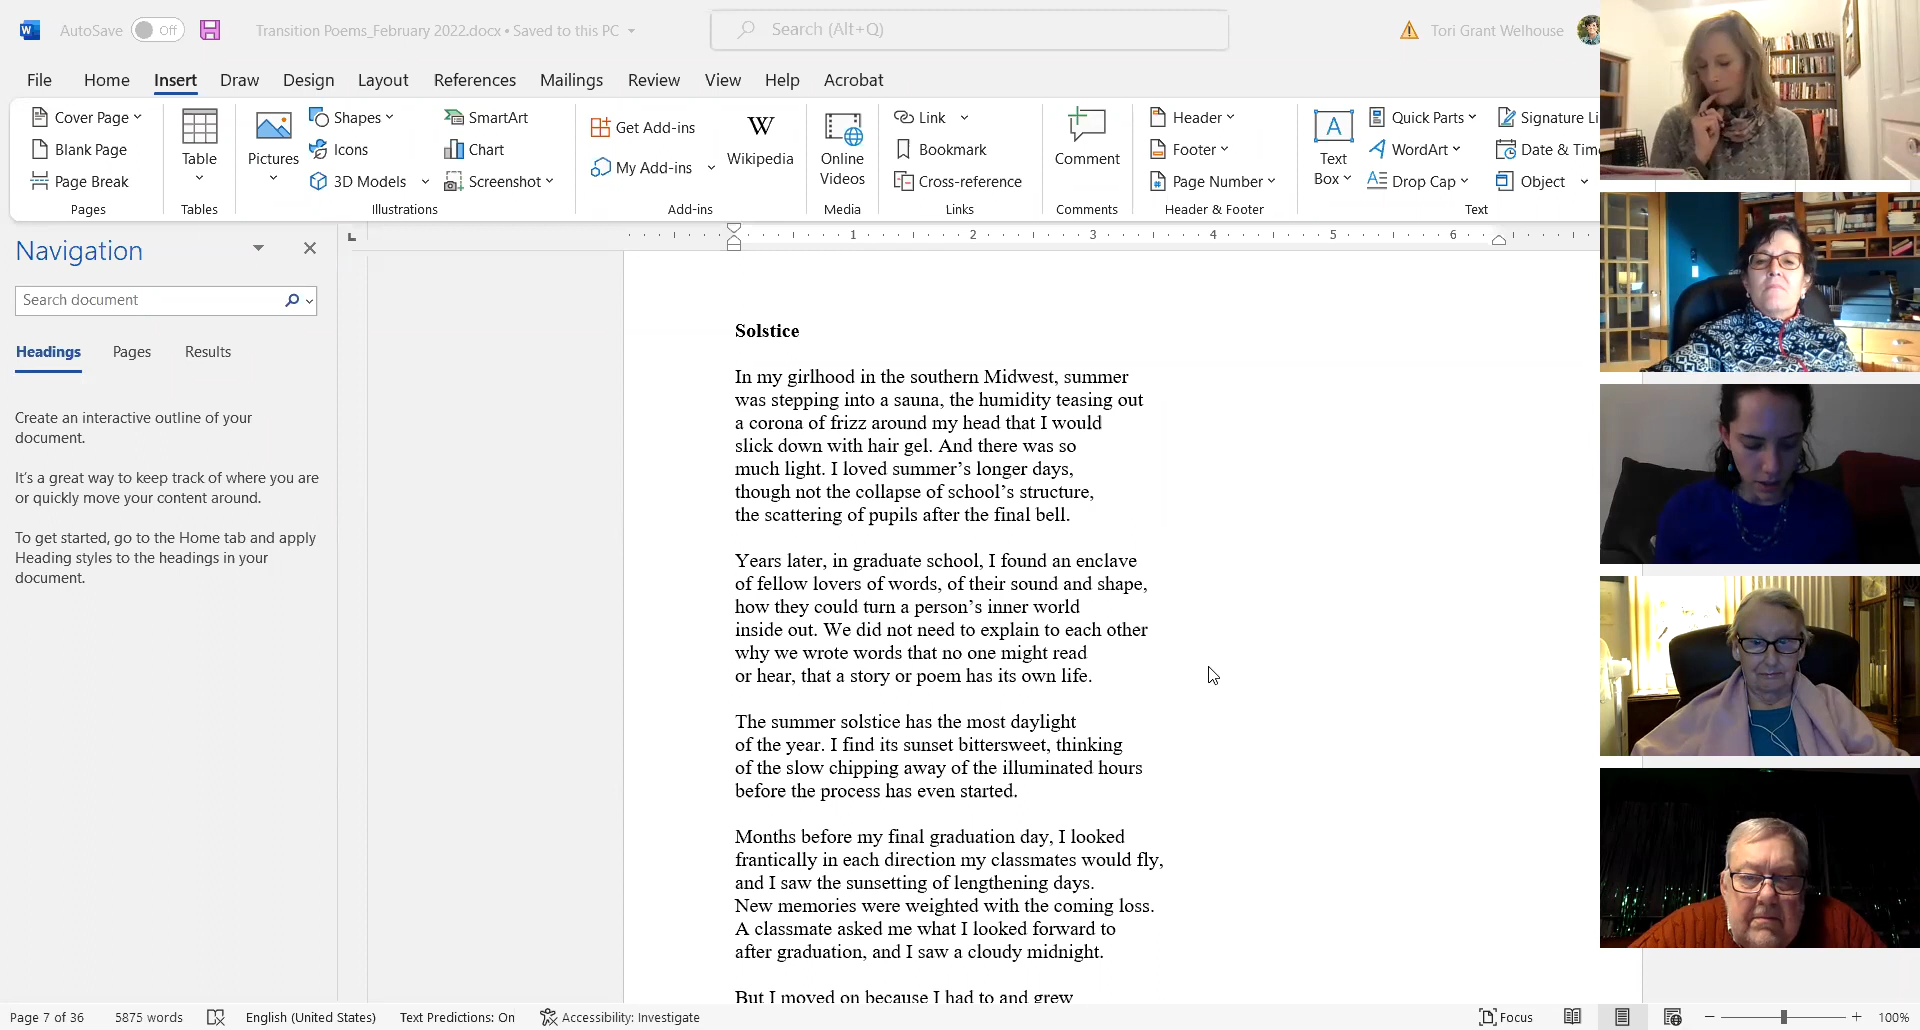 AutoSave Off
Transition Poems_February 2022.docx • Saved to this PC
Search (Alt+Q)
Tori Grant Welhouse
File Home Insert Draw Design Layout References Mailings Review View Help Acrobat
Cover Page
Blank Page
Page Break
Pages
Table
Tables
Pictures
Shapes
Icons
3D Models
SmartArt
Chart
Screenshot
Illustrations
Get Add-ins
My Add-ins
W
Wikipedia
Add-ins
Online
Videos
Media
Link
Bookmark
Cross-reference
Links
Comment
Comments
Header
Footer
Page Number
Header & Footer
A
Text
Box
Quick Parts
WordArt
Drop Cap
Signature Li
Date & Tim
Object
Text
1 2 3 4 5 6
Navigation
Search document
Headings Pages Results
Create an interactive outline of your
document.
It's a great way to keep track of where you are
or quickly move your content around.
To get started, go to the Home tab and apply
Heading styles to the headings in your
document.
Solstice
In my girlhood in the southern Midwest, summer
was stepping into a sauna, the humidity teasing out
a corona of frizz around my head that I would
slick down with hair gel. And there was so
much light. I loved summer's longer days,
though not the collapse of school's structure,
the scattering of pupils after the final bell.
Years later, in graduate school, I found an enclave
of fellow lovers of words, of their sound and shape,
how they could turn a person's inner world
inside out. We did not need to explain to each other
why we wrote words that no one might read
or hear, that a story or poem has its own life.
The summer solstice has the most daylight
of the year. I find its sunset bittersweet, thinking
of the slow chipping away of the illuminated hours
before the process has even started.
Months before my final graduation day, I looked
frantically in each direction my classmates would fly,
and I saw the sunsetting of lengthening days.
New memories were weighted with the coming loss.
A classmate asked me what I looked forward to
after graduation, and I saw a cloudy midnight.
But I moved on because I had to and grew
Page 7 of 36 5875 words English (United States) Text Predictions: On Accessibility: Investigate Focus 100%